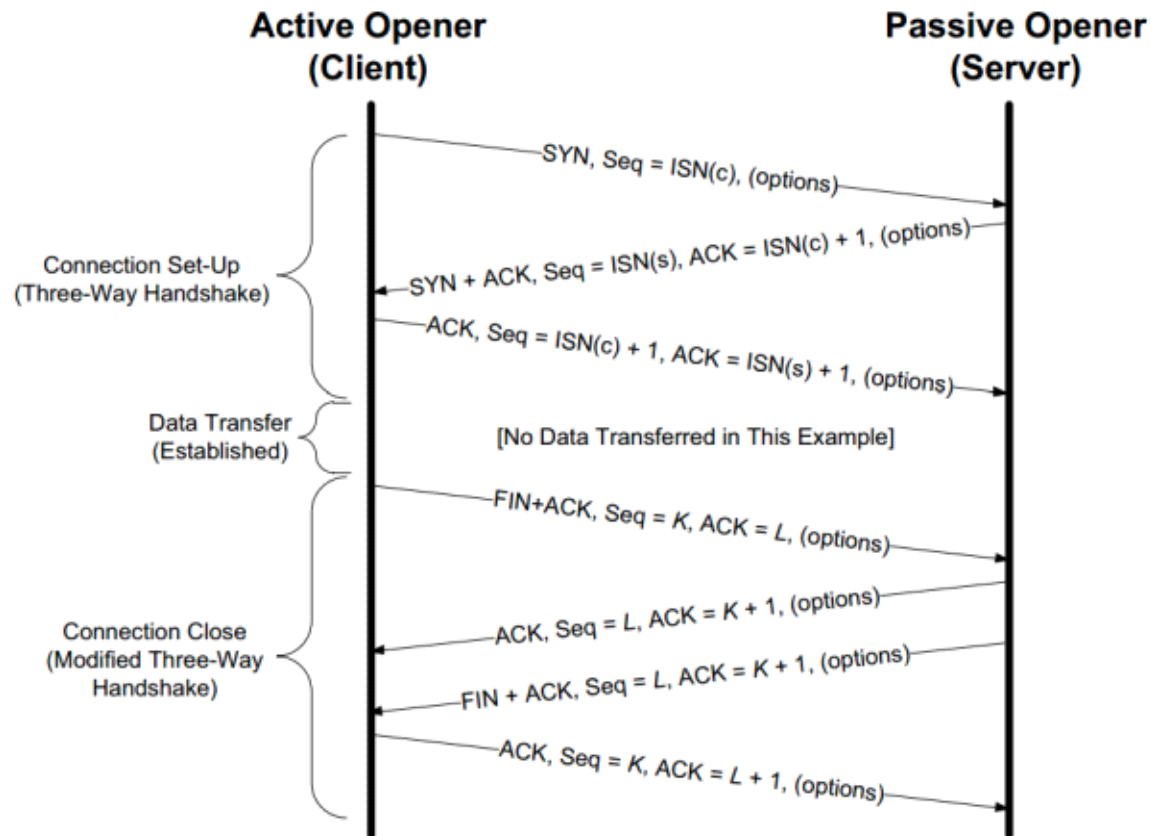 Active Opener
(Client)
Passive Opener
(Server)
SYN, Seq = ISN(c), (options)
SYN + ACK, Seq = ISN(s), ACK = ISN(c) + 1, (options)
Connection Set-Up
(Three-Way Handshake)
ACK, Seq = ISN(c) + 1, ACK = ISN(s) + 1, (options)
Data Transfer
(Established)
[No Data Transferred in This Example]
FIN+ACK, Seq = K, ACK = L, (options)
ACK, Seq = L, ACK = K + 1, (options)
Connection Close
(Modified Three-Way
Handshake)
FIN + ACK, Seq = L, ACK = K + 1, (options)
ACK, Seq = K, ACK = L + 1, (options)